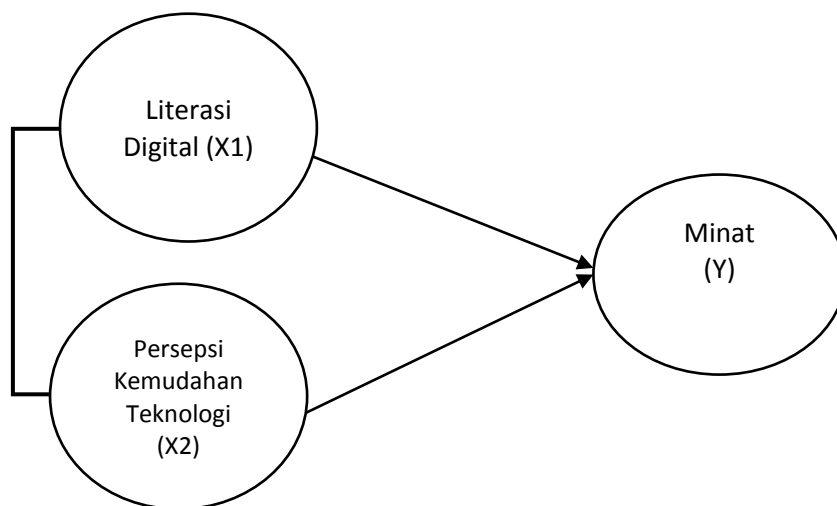 Literasi
Digital (X1)
Minat
(Y)
Persepsi
Kemudahan
Teknologi
(X2)